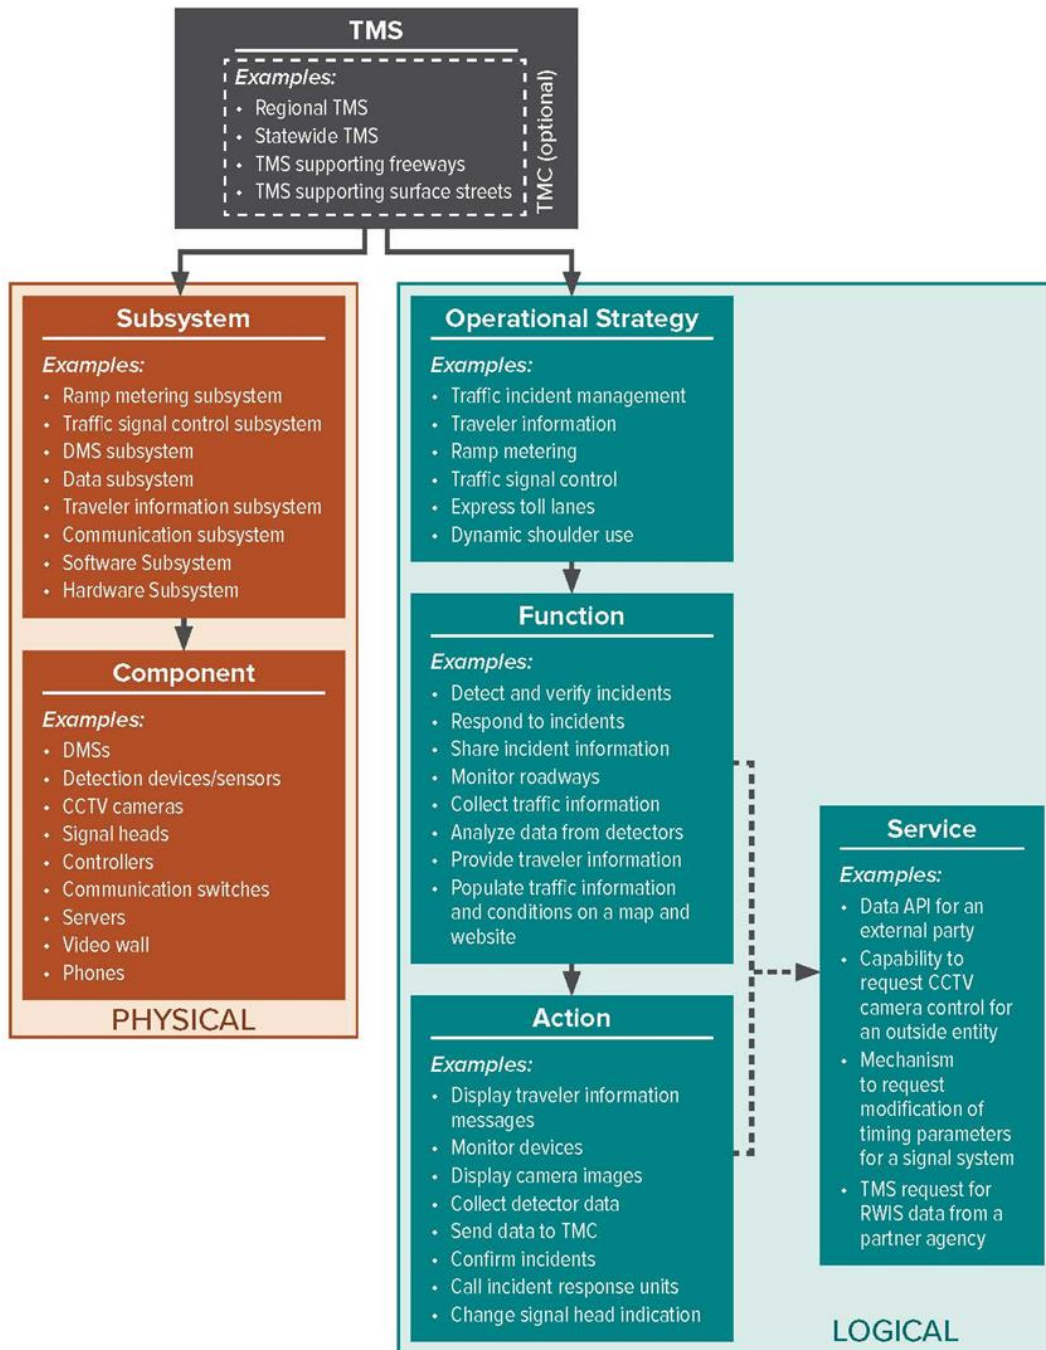 TMS
Examples:
• Regional TMS
• Statewide TMS
• TMS supporting freeways
• TMS supporting surface streets
TMC (optional)
Subsystem
Examples:
• Ramp metering subsystem
• Traffic signal control subsystem
• DMS subsystem
• Data subsystem
• Traveler information subsystem
• Communication subsystem
• Software Subsystem
• Hardware Subsystem
Component
Examples:
• DMSs
• Detection devices/sensors
• CCTV cameras
• Signal heads
• Controllers
• Communication switches
• Servers
• Video wall
• Phones
PHYSICAL
Operational Strategy
Examples:
• Traffic incident management
• Traveler information
• Ramp metering
• Traffic signal control
• Express toll lanes
• Dynamic shoulder use
Function
Examples:
• Detect and verify incidents
• Respond to incidents
• Share incident information
• Monitor roadways
• Collect traffic information
• Analyze data from detectors
• Provide traveler information
• Populate traffic information
and conditions on a map and
website
Action
Examples:
• Display traveler information
messages
• Monitor devices
• Display camera images
• Collect detector data
• Send data to TMC
• Confirm incidents
• Call incident response units
• Change signal head indication
Service
Examples:
• Data API for an
external party
• Capability to
request CCTV
camera control for
an outside entity
• Mechanism
to request
modification of
timing parameters
for a signal system
• TMS request for
RWIS data from a
partner agency
LOGICAL